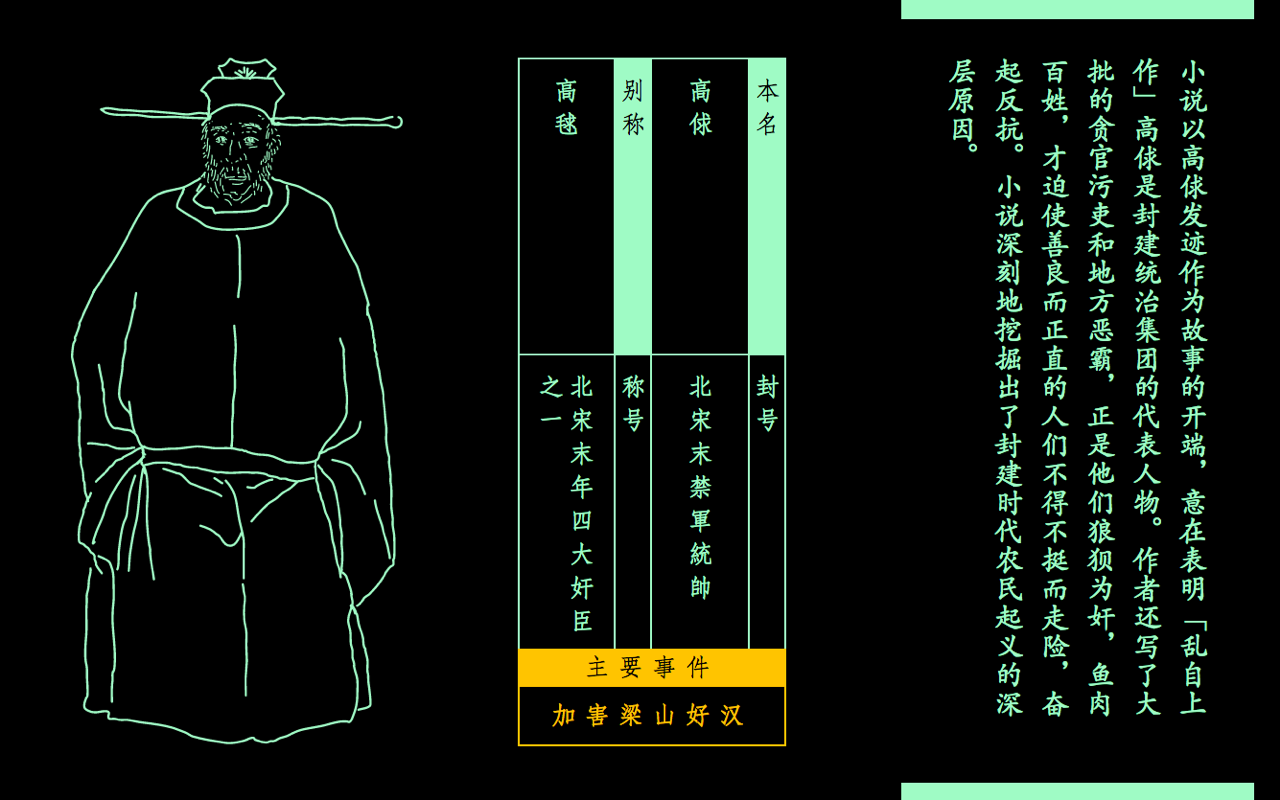 小说以高俅发迹作为故事的开端，意在表明「乱自上
作」高俅是封建统治集团的代表人物。作者还写了大
批的贪官污吏和地方恶霸，正是他们狼狈为奸，鱼肉
百姓，才迫使善良而正直的人们不得不挺而走险，奋
起反抗。小说深刻地挖掘出了封建时代农民起义的深
层原因。
本名
高俅
别称
高毬
封号
北宋末禁軍統帥
称号
北宋末年四大奸臣
之一
主要事件
加害梁山好汉